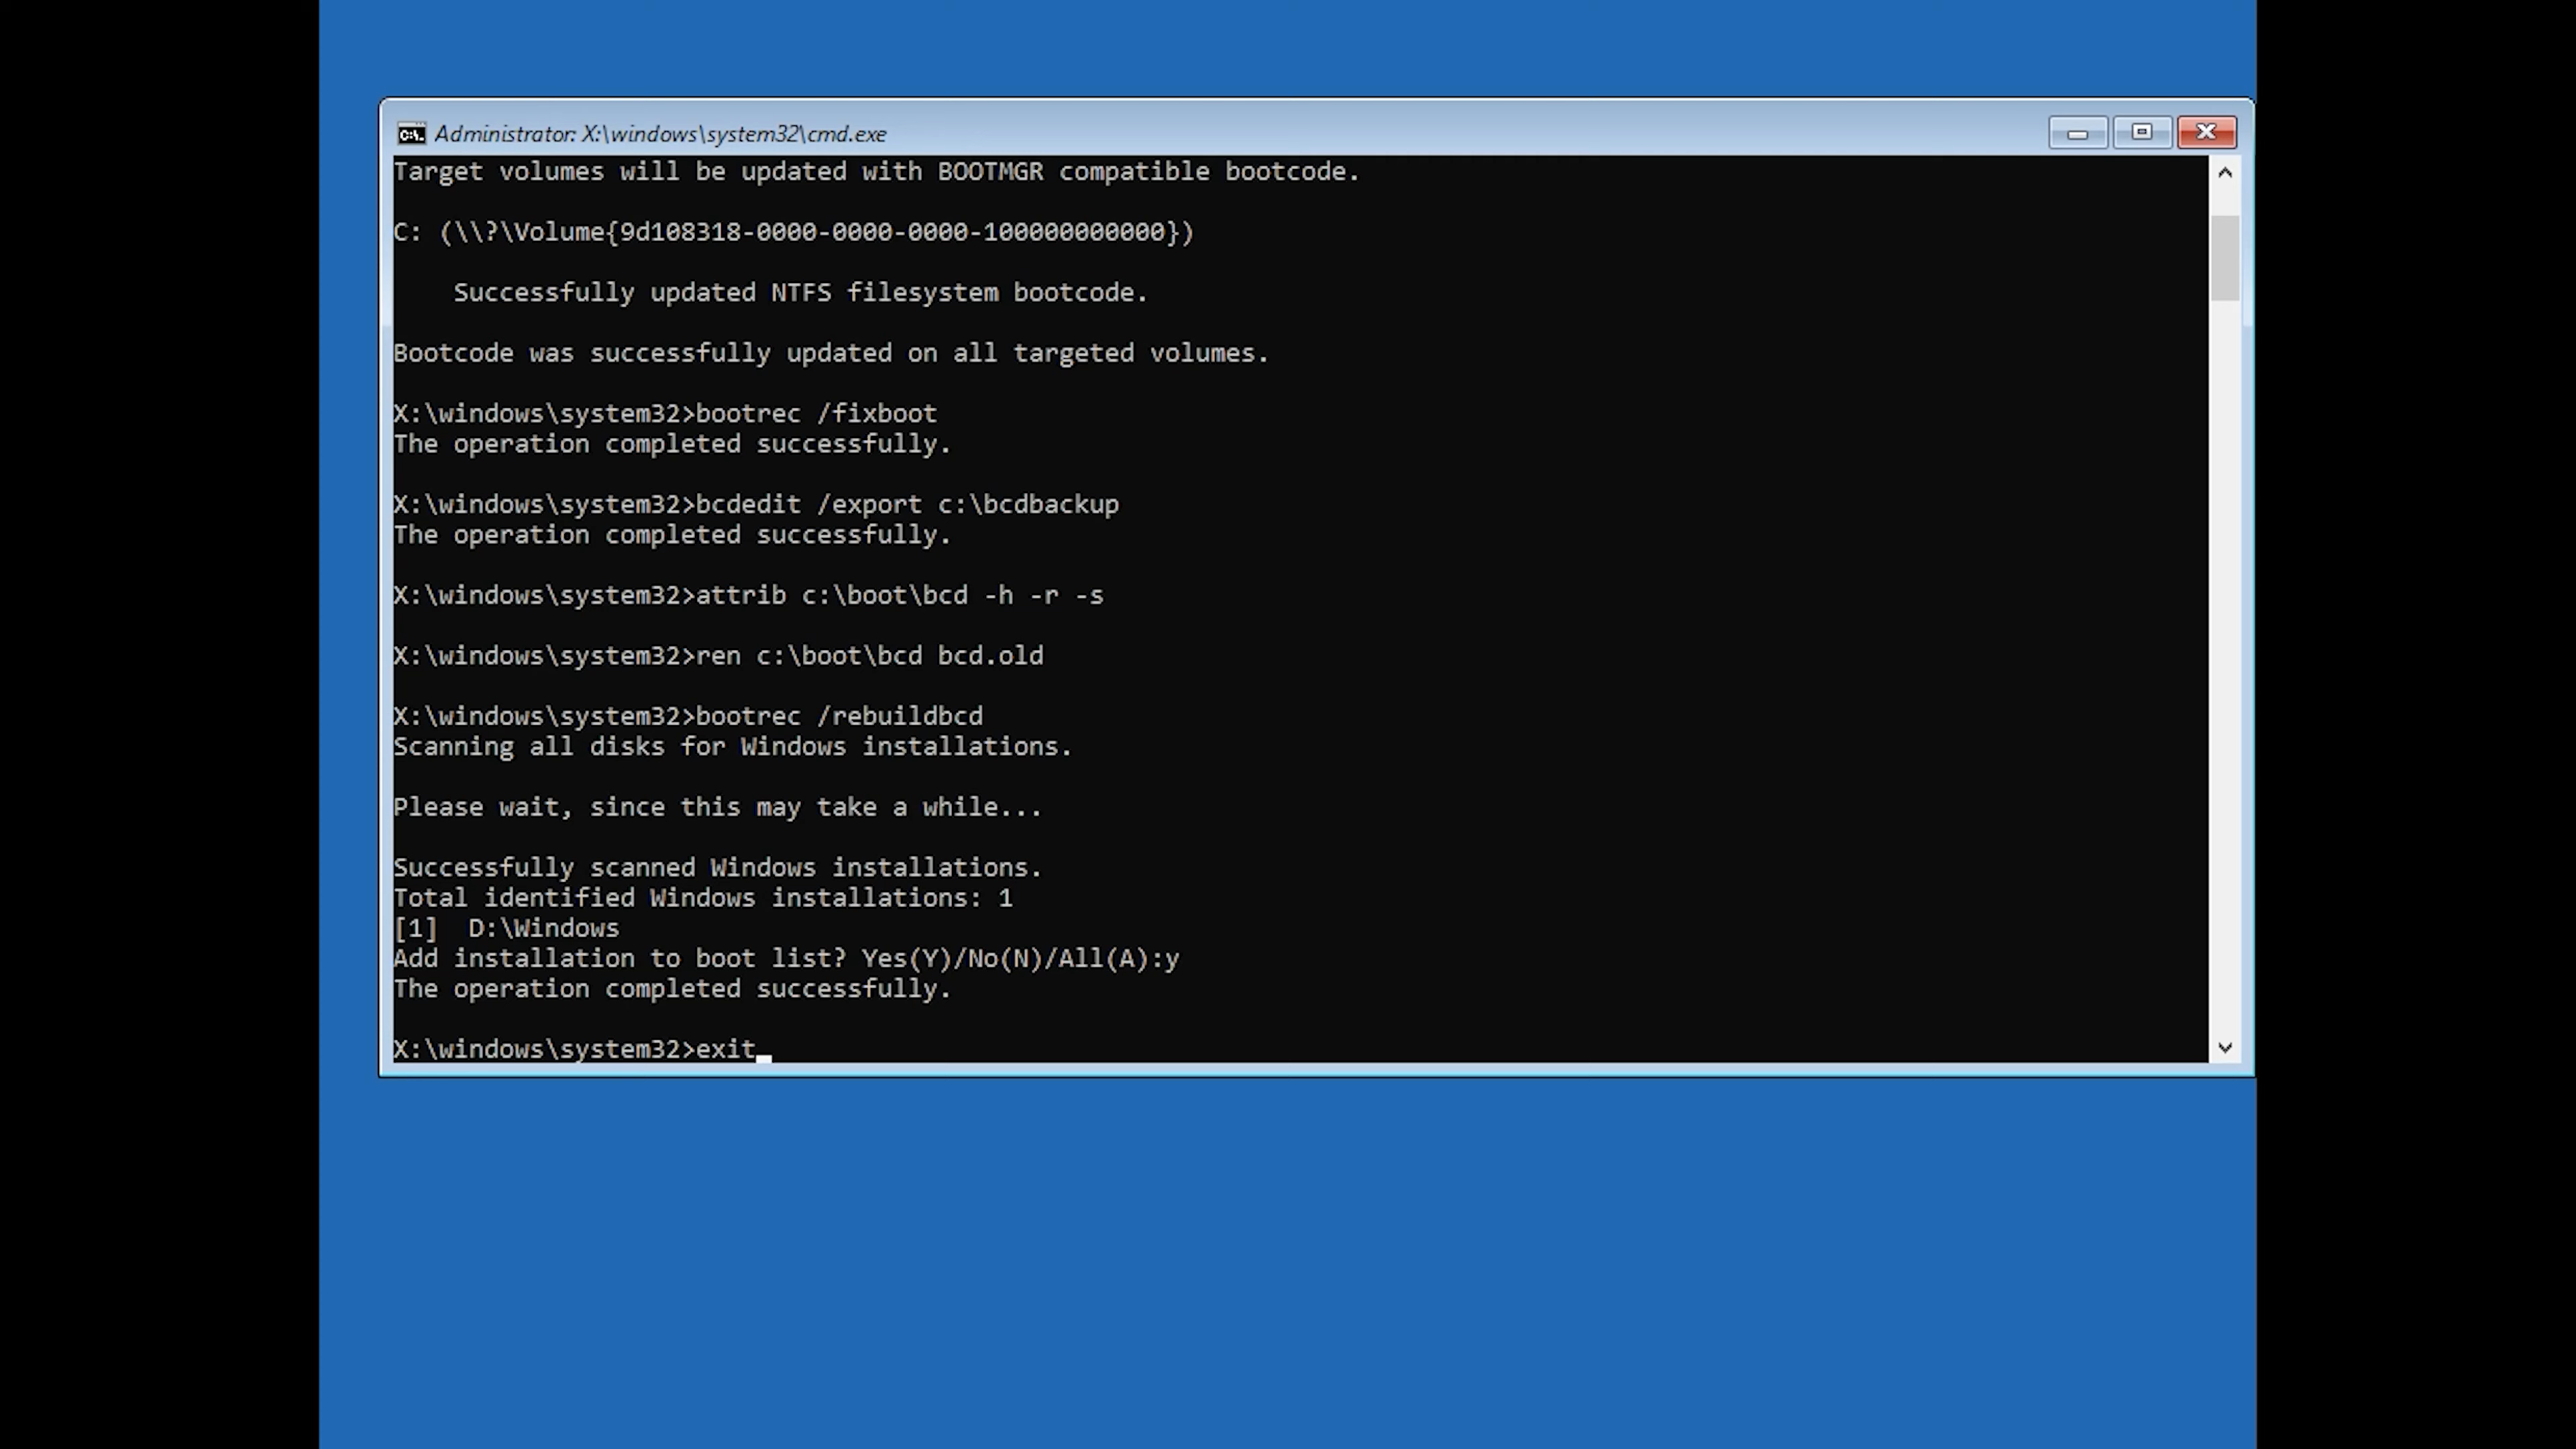 Administrator: X:\windows\system32\cmd.exe
Target volumes will be updated with BOOTMGR compatible bootcode.
C: (\\?\Volume{9d108318-0000-0000-0000-100000000000})
Successfully updated NTFS filesystem bootcode.
Bootcode was successfully updated on all targeted volumes.
X:\windows\system32>bootrec /fixboot
The operation completed successfully.
X:\windows\system32>bcdedit /export c:\bcdbackup
The operation completed successfully.
X:\windows\system32>attrib c:\boot\bcd -h -r -s
X:\windows\system32>ren c:\boot\bcd bcd.old
X:\windows\system32>bootrec /rebuildbcd
Scanning all disks for Windows installations.
Please wait, since this may take a while...
Successfully scanned Windows installations.
Total identified Windows installations: 1
[1]  D:\Windows
Add installation to boot list? Yes(Y)/No(N)/All(A):y
The operation completed successfully.
X:\windows\system32>exit